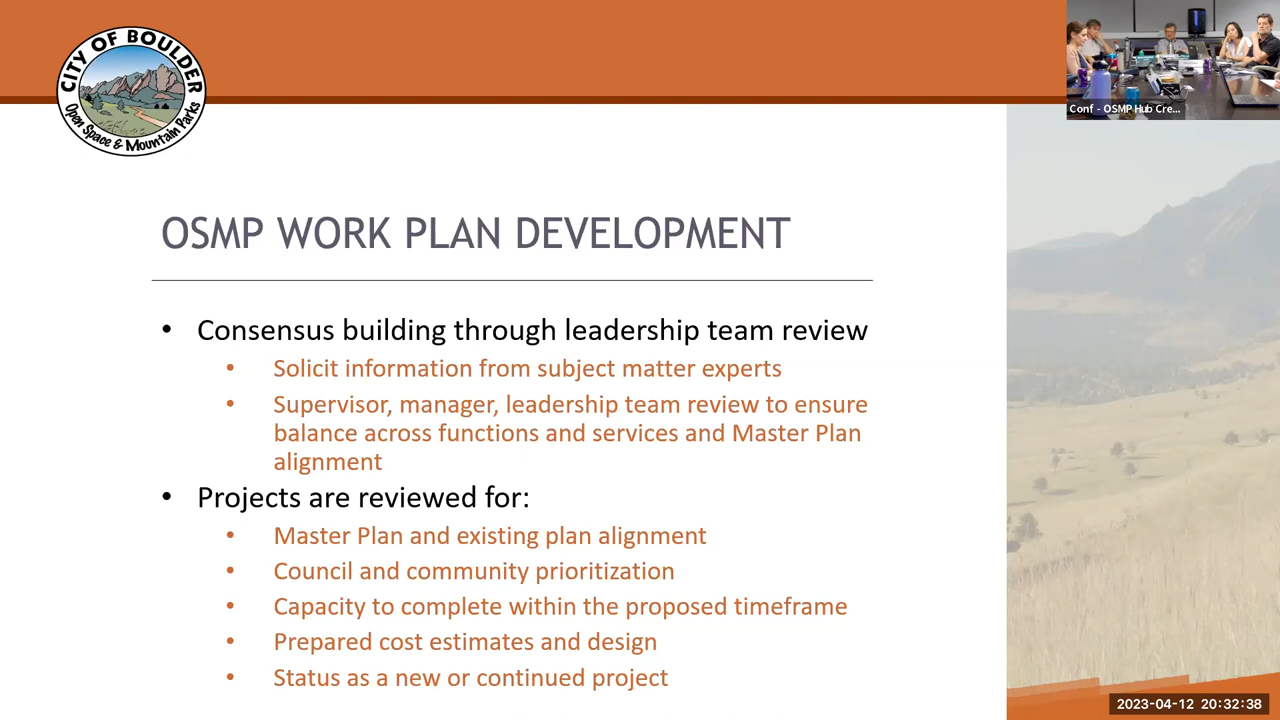 CITY OF BOULDER
Open Space & Mountain Parks
Conf - OSMP Hub Cre...
OSMP WORK PLAN DEVELOPMENT
• Consensus building through leadership team review
• Solicit information from subject matter experts
• Supervisor, manager, leadership team review to ensure
balance across functions and services and Master Plan
alignment
• Projects are reviewed for:
• Master Plan and existing plan alignment
• Council and community prioritization
• Capacity to complete within the proposed timeframe
• Prepared cost estimates and design
• Status as a new or continued project
2023-04-12 20:32:38